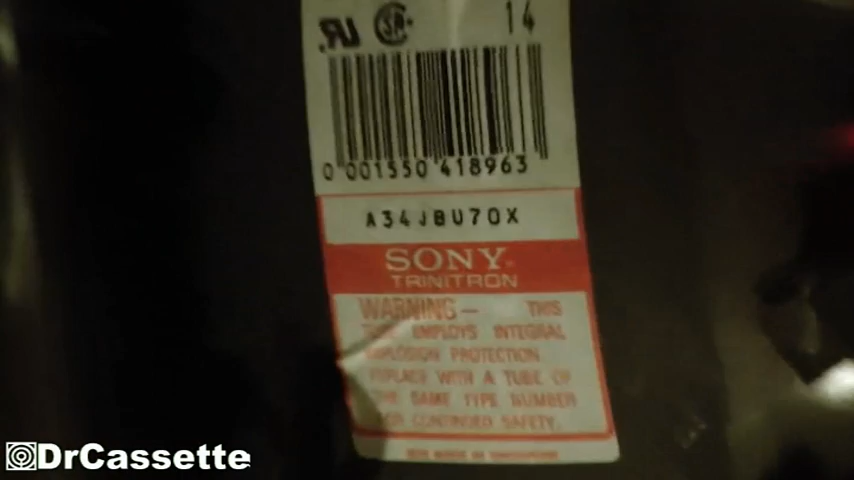 14
0 001550 418963
A34JBU70X
SONY
TRINITRON
WARNING- THIS
TUBE EMPLOYS INTEGRAL
IMPLOSION PROTECTION
REPLACE WITH A TUBE OF
THE SAME TYPE NUMBER
FOR CONTINUED SAFETY.
DrCassette